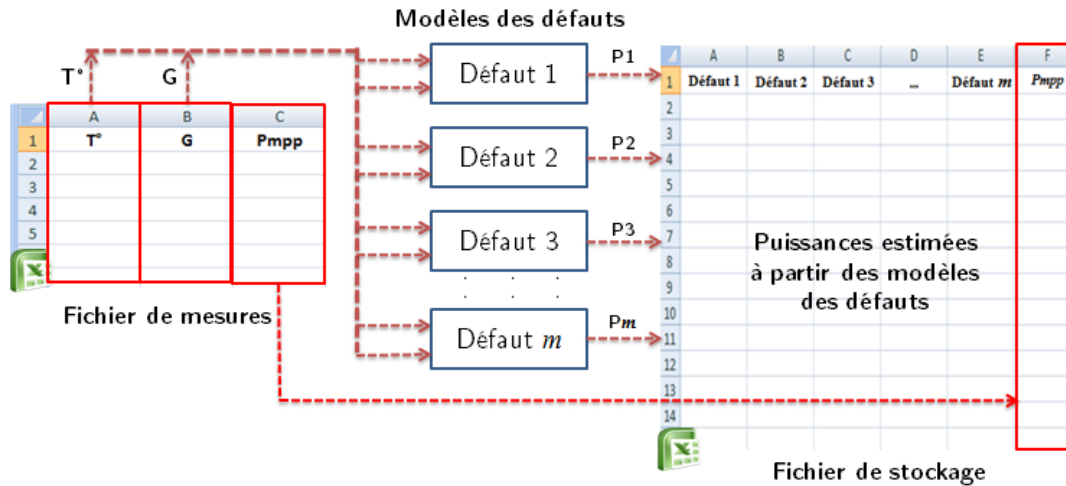 Modèles des défauts
T°
G
A B C
1 T° G Pmpp
2
3
4
5
Fichier de mesures
Défaut 1
Défaut 2
Défaut 3
. . .
. . .
Défaut m
P1
P2
P3
Pm
A B C D E F
1 Défaut 1 Défaut 2 Défaut 3 ... Défaut m Pmpp
2
3
4
5
6
7
8
9
10
11
12
13
14
Puissances estimées
à partir des modèles
des défauts
Fichier de stockage